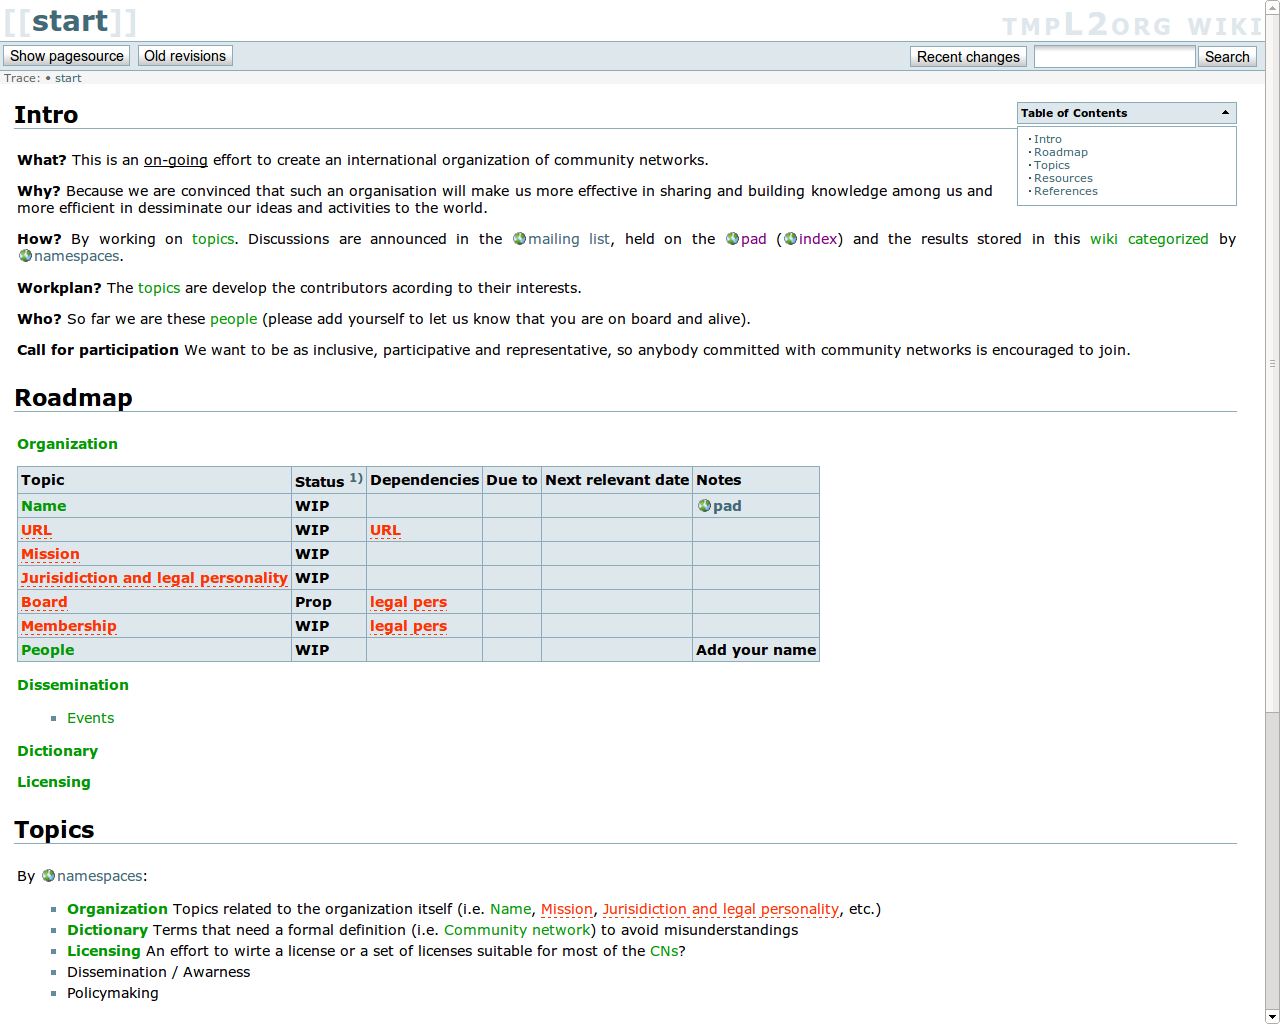 [[start]]
tmpL2org wiki
Show pagesource Old revisions Recent changes Search
Trace: • start
Intro
Table of Contents
Intro
Roadmap
Topics
Resources
References
What? This is an on-going effort to create an international organization of community networks.
Why? Because we are convinced that such an organisation will make us more effective in sharing and building knowledge among us and
more efficient in dessiminate our ideas and activities to the world.
How? By working on topics. Discussions are announced in the mailing list, held on the pad (index) and the results stored in this wiki categorized by
namespaces.
Workplan? The topics are develop the contributors acording to their interests.
Who? So far we are these people (please add yourself to let us know that you are on board and alive).
Call for participation We want to be as inclusive, participative and representative, so anybody committed with community networks is encouraged to join.
Roadmap
Organization
Topic Status 1) Dependencies Due to Next relevant date Notes
Name WIP pad
URL WIP URL
Mission WIP
Jurisidiction and legal personality WIP
Board Prop legal pers
Membership WIP legal pers
People WIP Add your name
Dissemination
Events
Dictionary
Licensing
Topics
By namespaces:
Organization Topics related to the organization itself (i.e. Name, Mission, Jurisidiction and legal personality, etc.)
Dictionary Terms that need a formal definition (i.e. Community network) to avoid misunderstandings
Licensing An effort to wirte a license or a set of licenses suitable for most of the CNs?
Dissemination / Awarness
Policymaking